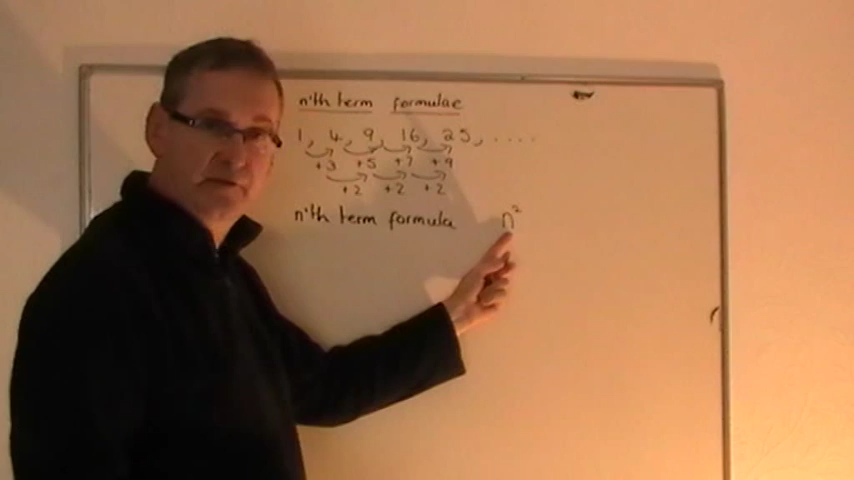 n'th term formulae
1, 4, 9, 16, 25, ....
+3 +5 +7 +9
+2 +2 +2
n'th term formula n²